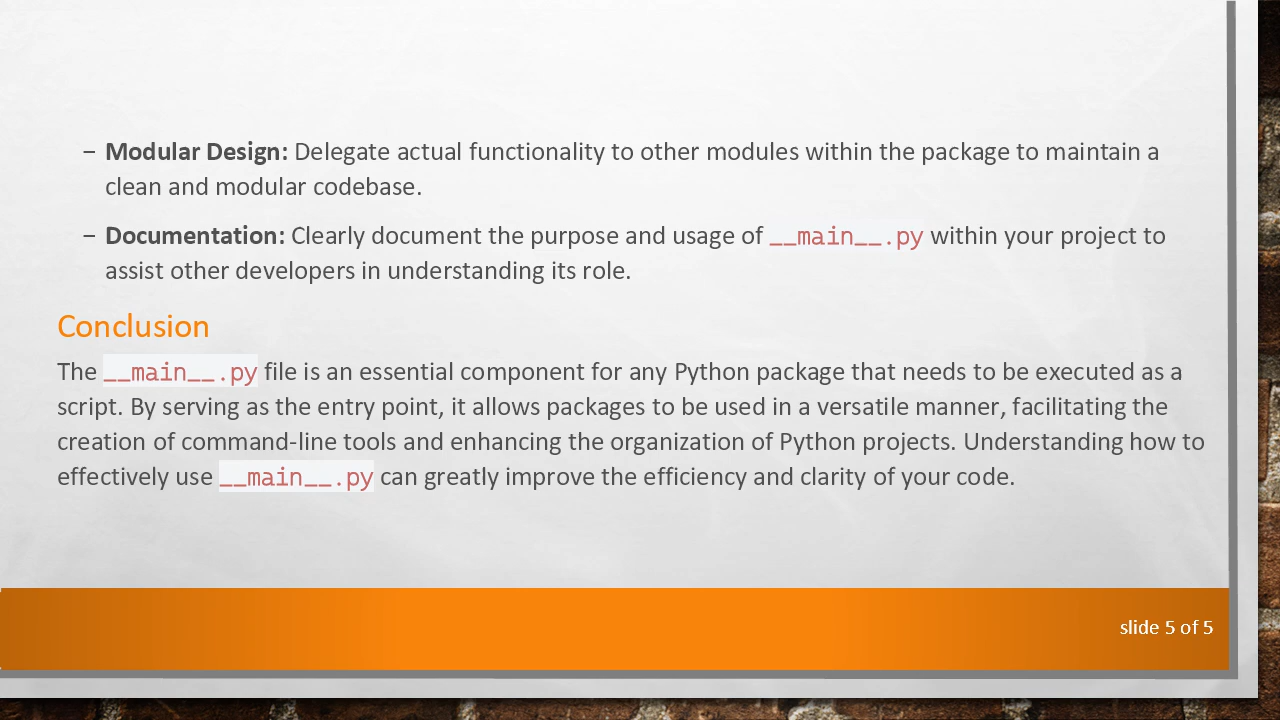 – Modular Design: Delegate actual functionality to other modules within the package to maintain a
clean and modular codebase.
– Documentation: Clearly document the purpose and usage of __main__.py within your project to
assist other developers in understanding its role.
Conclusion
The __main__.py file is an essential component for any Python package that needs to be executed as a
script. By serving as the entry point, it allows packages to be used in a versatile manner, facilitating the
creation of command-line tools and enhancing the organization of Python projects. Understanding how to
effectively use __main__.py can greatly improve the efficiency and clarity of your code.
slide 5 of 5